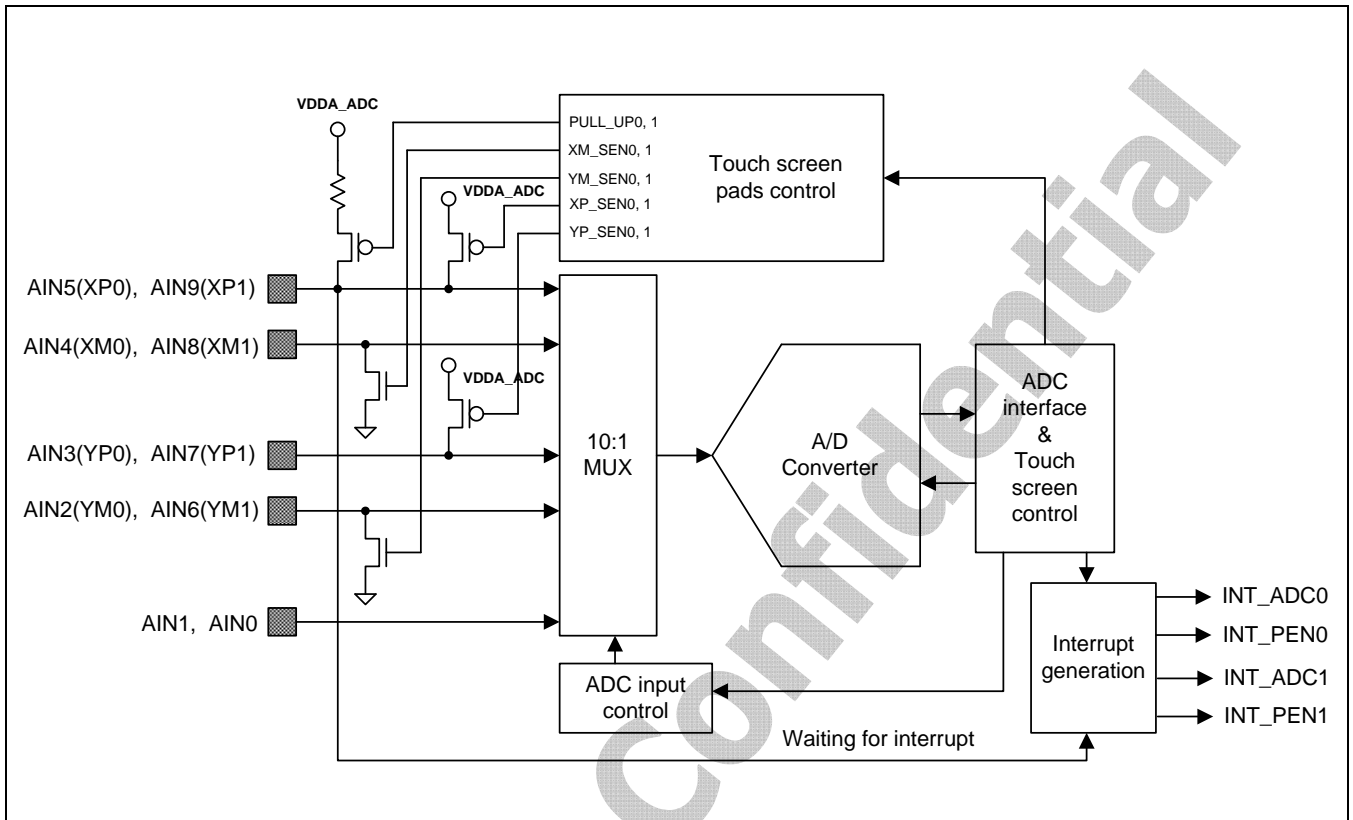 VDDA_ADC
PULL_UP0, 1
XM_SEN0, 1
YM_SEN0, 1
XP_SEN0, 1
YP_SEN0, 1
Touch screen
pads control
VDDA_ADC
AIN5(XP0), AIN9(XP1)
AIN4(XM0), AIN8(XM1)
VDDA_ADC
AIN3(YP0), AIN7(YP1)
AIN2(YM0), AIN6(YM1)
AIN1, AIN0
10:1
MUX
A/D
Converter
ADC
interface
&
Touch
screen
control
ADC input
control
Interrupt
generation
INT_ADC0
INT_PEN0
INT_ADC1
INT_PEN1
Waiting for interrupt
Confidential